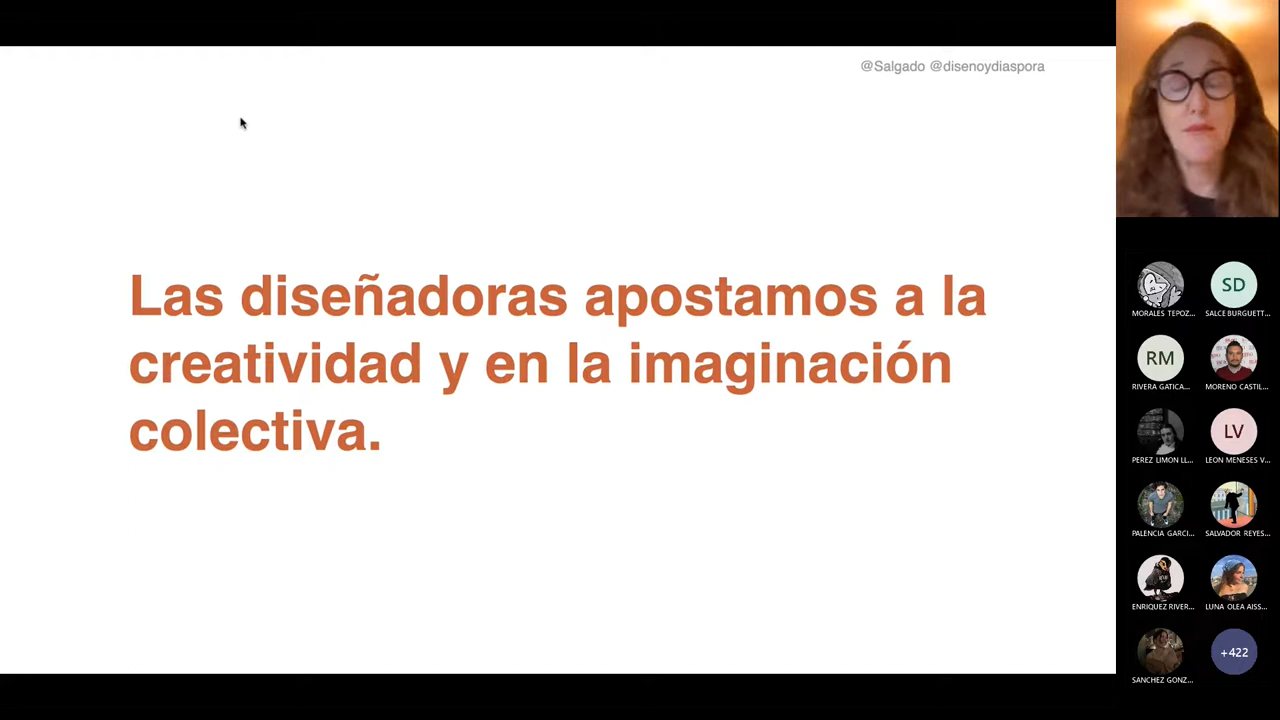 @Salgado @disenoydiaspora
Las diseñadoras apostamos a la
creatividad y en la imaginación
colectiva.
MORALES TEPOZ...
SD
SALCE BURGUETT...
RM
RIVERA GATICA...
MORENO CASTIL...
PEREZ LIMON LL...
LV
LEON MENESES V...
PALENCIA GARCI...
SALVADOR REYES...
ENRIQUEZ RIVER...
LUNA OLEA AISS...
SANCHEZ GONZ...
+422